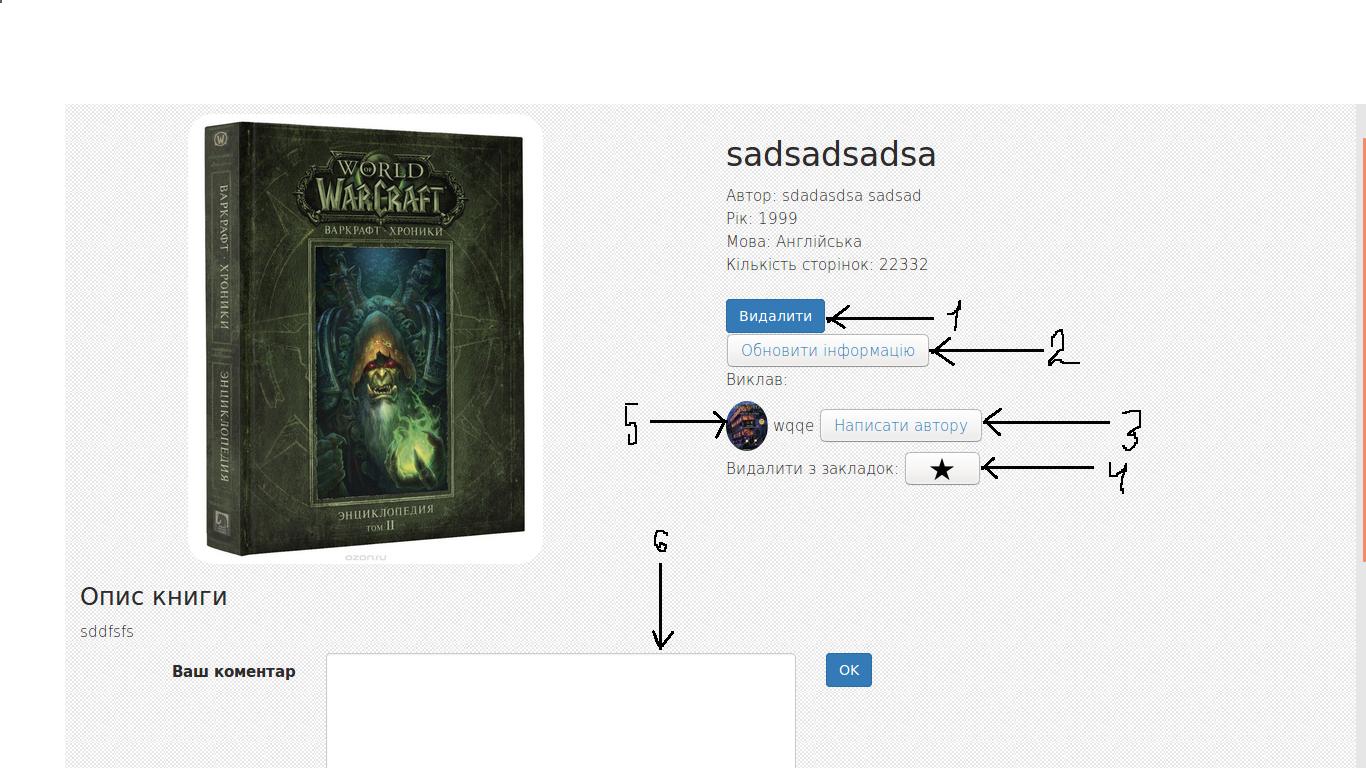 WORLD
OF
WARCRAFT
ВАРКРАФТ · ХРОНИКИ
ЭНЦИКЛОПЕДИЯ
ТОМ II
ozon.ru
W
ВАРКРАФТ · ХРОНИКИ
ЭНЦИКЛОПЕДИЯ
sadsadsadsa
Автор: sdadasdsa sadsad
Рік: 1999
Мова: Англійська
Кількість сторінок: 22332
Видалити 1
Обновити інформацію 2
Виклав:
5 wqqe Написати автору 3
Видалити з закладок: ★ 4
6
Опис книги
sddfsfs
Ваш коментар OK